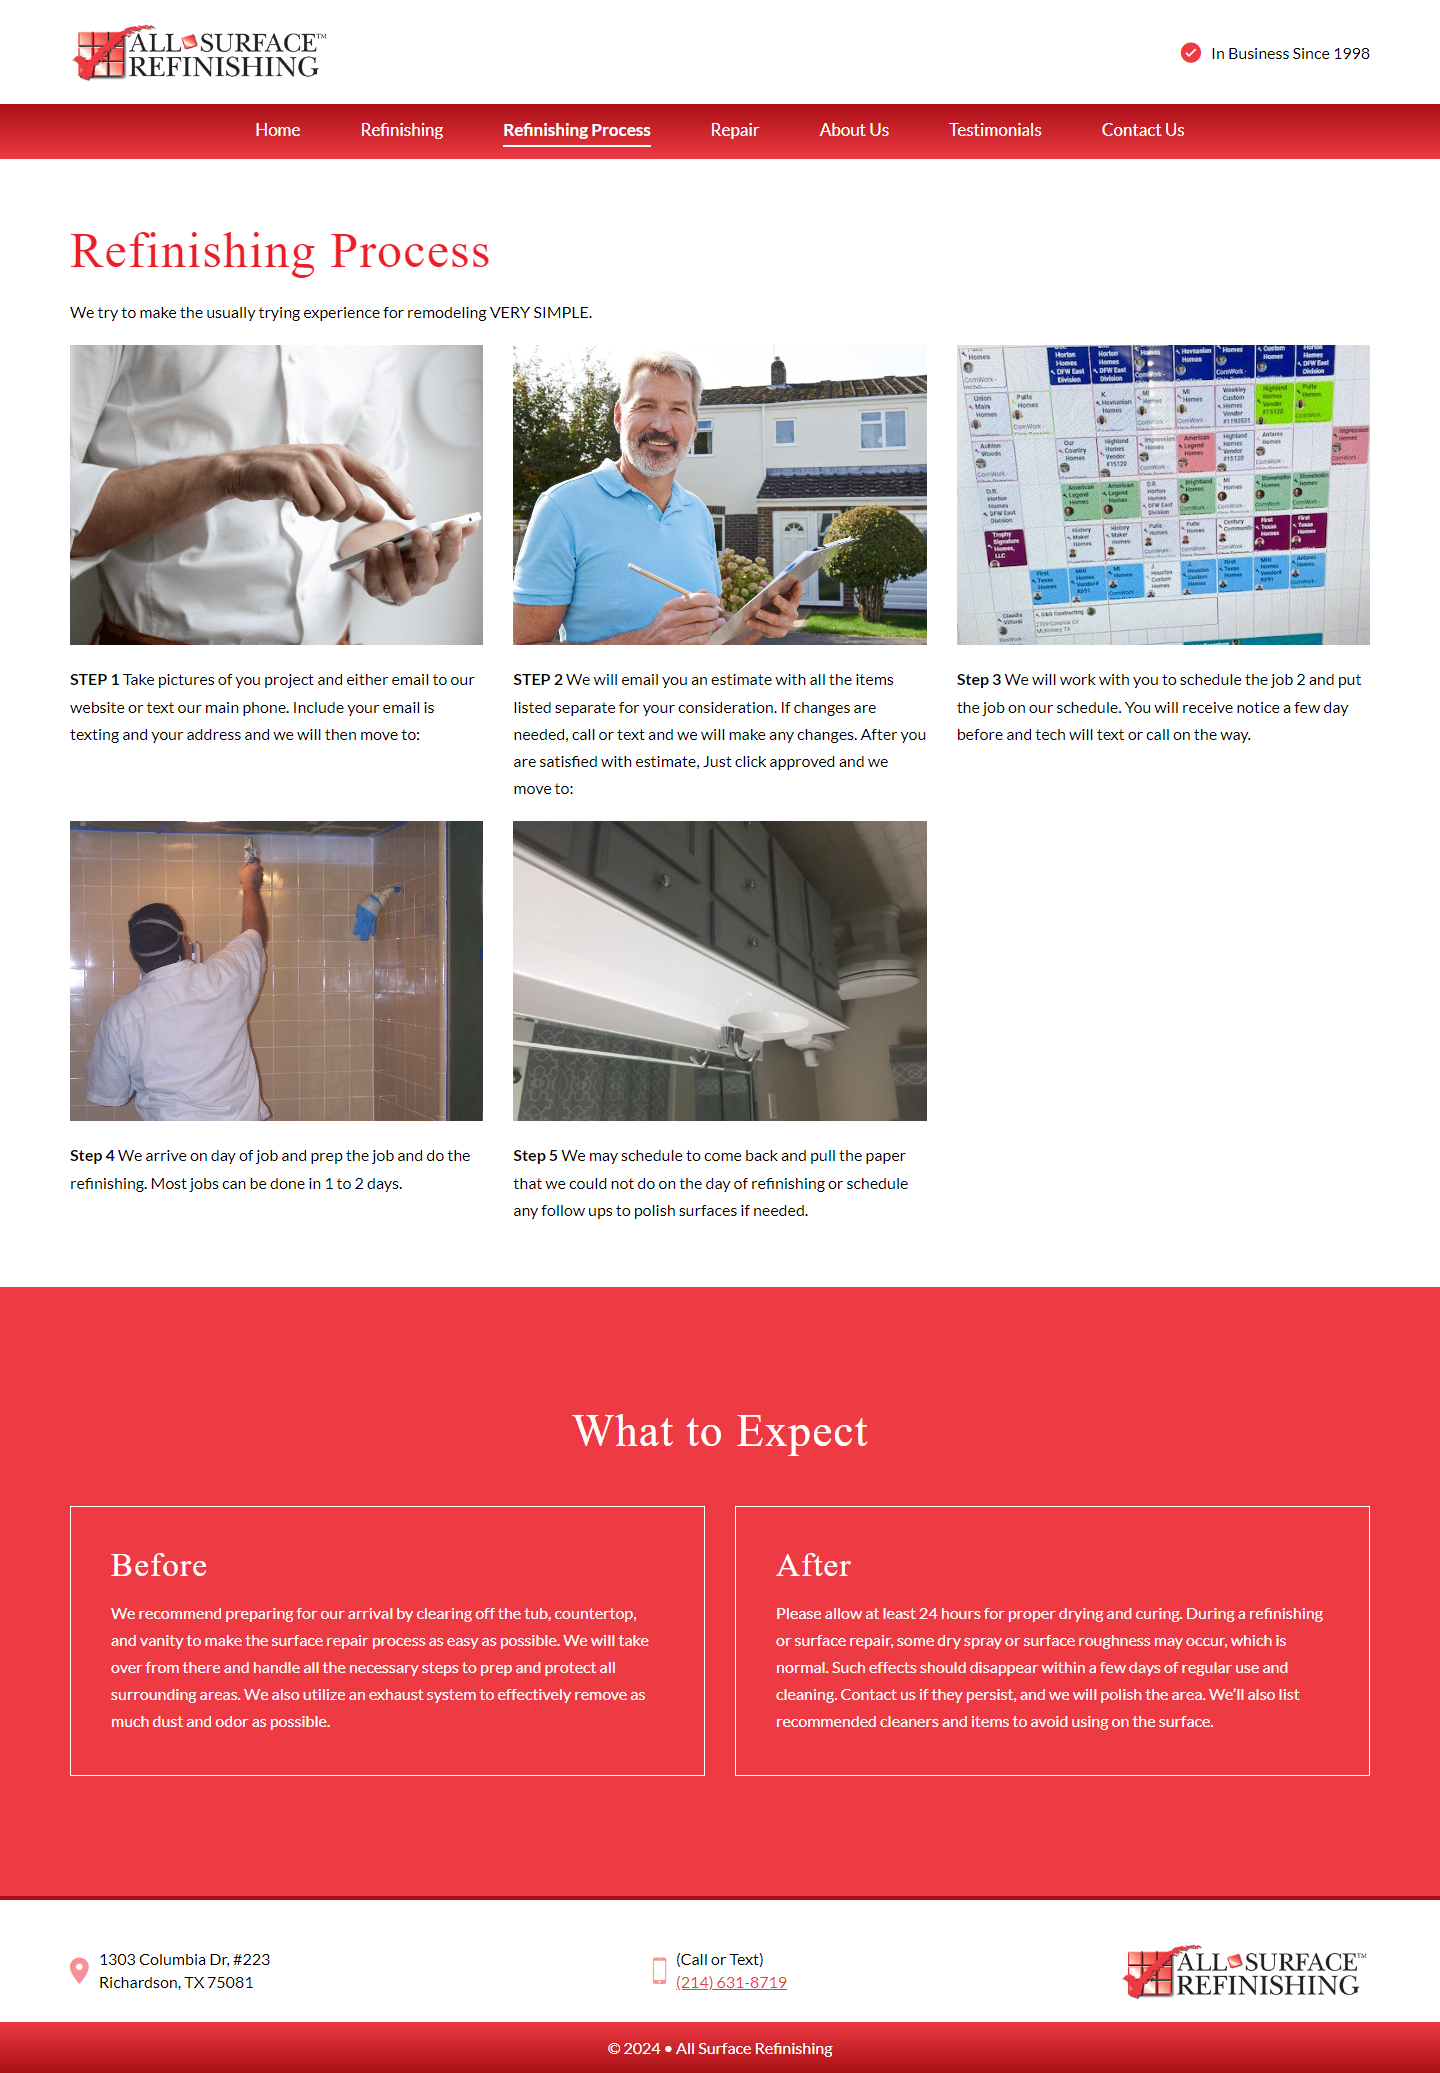 ALL SURFACE™
REFINISHING
In Business Since 1998
Home Refinishing Refinishing Process Repair About Us Testimonials Contact Us
Refinishing Process
We try to make the usually trying experience for remodeling VERY SIMPLE.
STEP 1 Take pictures of you project and either email to our
website or text our main phone. Include your email is
texting and your address and we will then move to:
STEP 2 We will email you an estimate with all the items
listed separate for your consideration. If changes are
needed, call or text and we will make any changes. After you
are satisfied with estimate, Just click approved and we
move to:
Step 3 We will work with you to schedule the job 2 and put
the job on our schedule. You will receive notice a few day
before and tech will text or call on the way.
Step 4 We arrive on day of job and prep the job and do the
refinishing. Most jobs can be done in 1 to 2 days.
Step 5 We may schedule to come back and pull the paper
that we could not do on the day of refinishing or schedule
any follow ups to polish surfaces if needed.
What to Expect
Before
We recommend preparing for our arrival by clearing off the tub, countertop,
and vanity to make the surface repair process as easy as possible. We will take
over from there and handle all the necessary steps to prep and protect all
surrounding areas. We also utilize an exhaust system to effectively remove as
much dust and odor as possible.
After
Please allow at least 24 hours for proper drying and curing. During a refinishing
or surface repair, some dry spray or surface roughness may occur, which is
normal. Such effects should disappear within a few days of regular use and
cleaning. Contact us if they persist, and we will polish the area. We’ll also list
recommended cleaners and items to avoid using on the surface.
1303 Columbia Dr, #223
Richardson, TX 75081
(Call or Text)
(214) 631-8719
ALL SURFACE™
REFINISHING
© 2024 • All Surface Refinishing